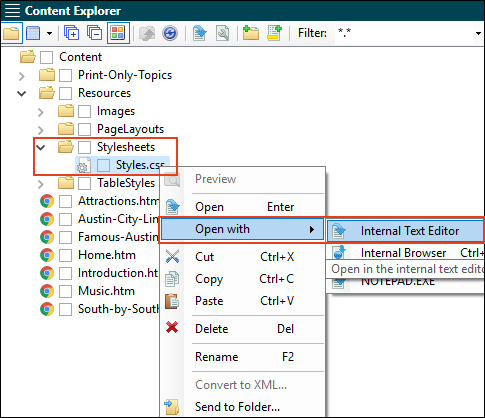 Content Explorer
Filter: *.*
Content
Print-Only-Topics
Resources
Images
PageLayouts
Stylesheets
Styles.css
TableStyles
Attractions.htm
Austin-City-Lim
Famous-Austin
Home.htm
Introduction.ht
Music.htm
South-by-South
Preview
Open Enter
Open with
Cut Ctrl+X
Copy Ctrl+C
Paste Ctrl+V
Delete Del
Rename F2
Convert to XML...
Send to Folder...
Internal Text Editor
Internal Browser Ctrl+
Open in the internal text edito
NOTEPAD.EXE